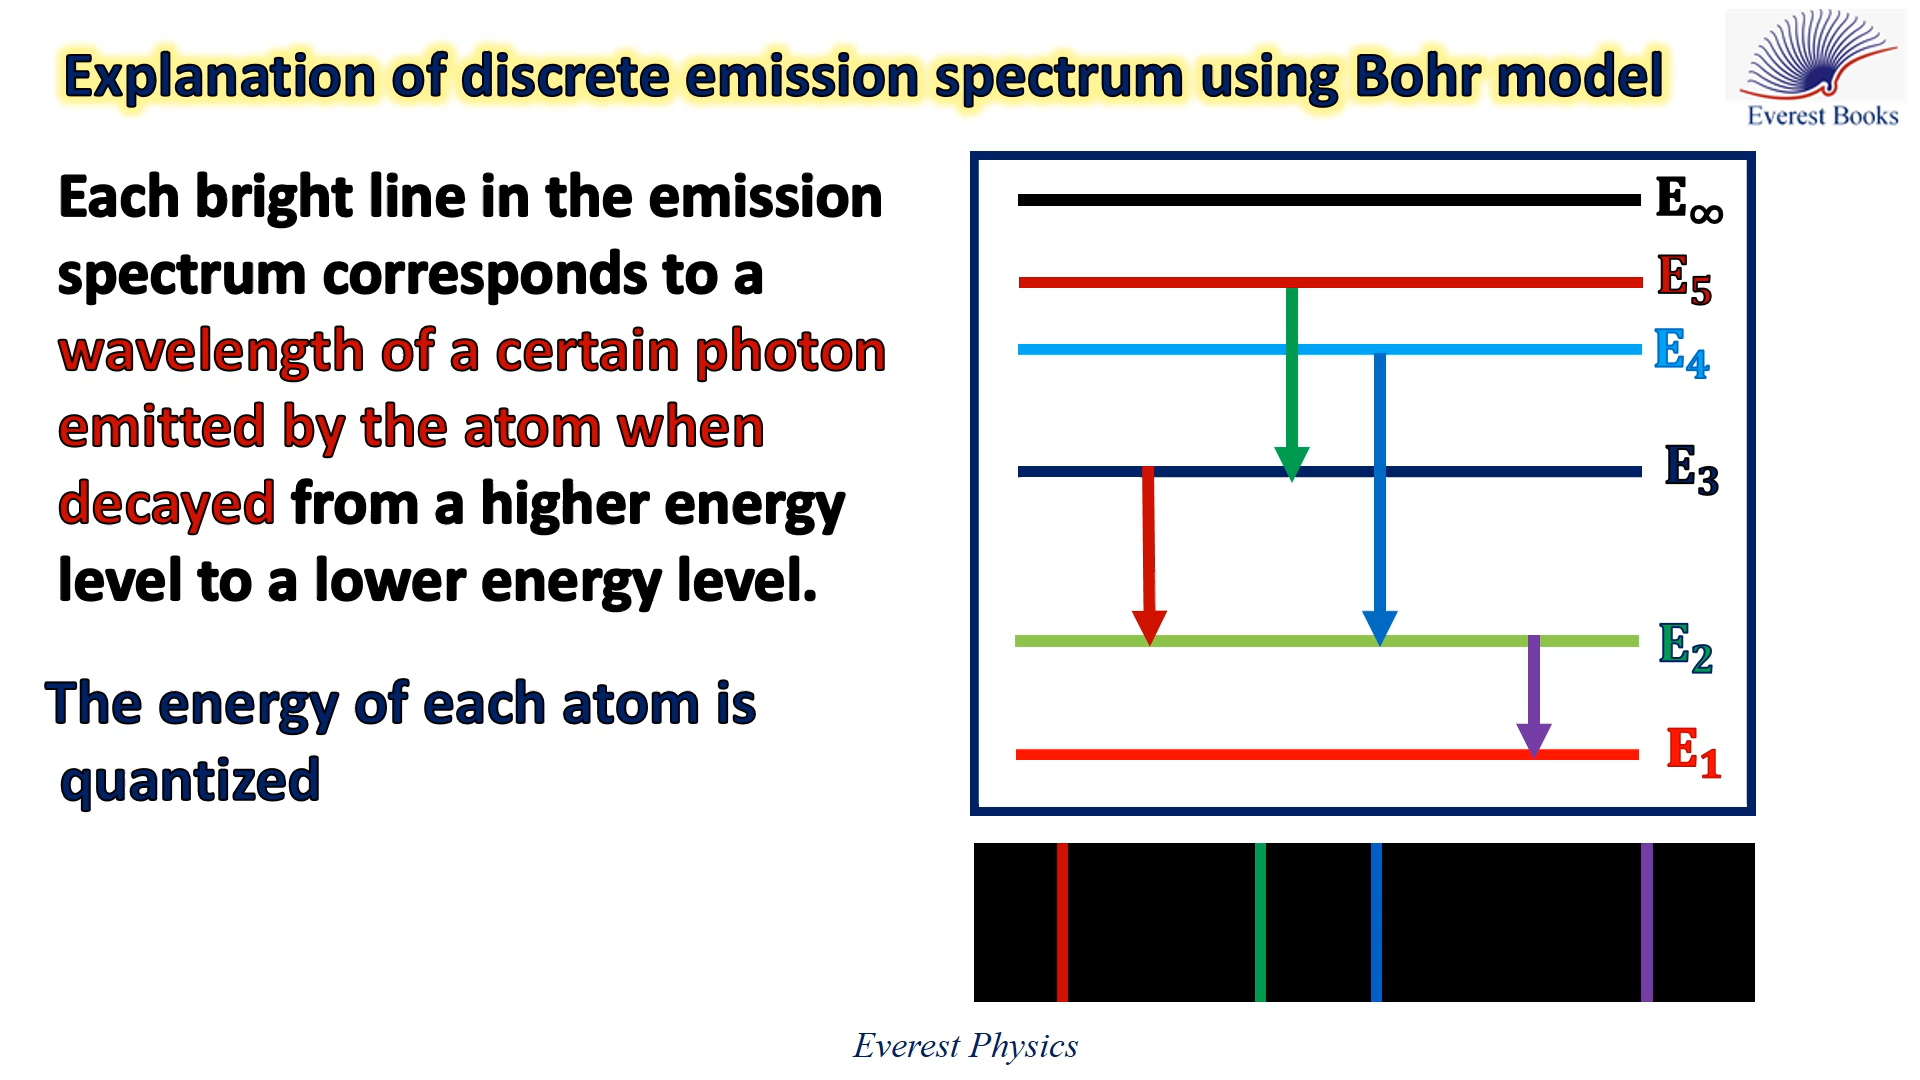 Explanation of discrete emission spectrum using Bohr model
Everest Books
Each bright line in the emission
spectrum corresponds to a
wavelength of a certain photon
emitted by the atom when
decayed from a higher energy
level to a lower energy level.
The energy of each atom is
quantized
E∞
E₅
E₄
E₃
E₂
E₁
Everest Physics